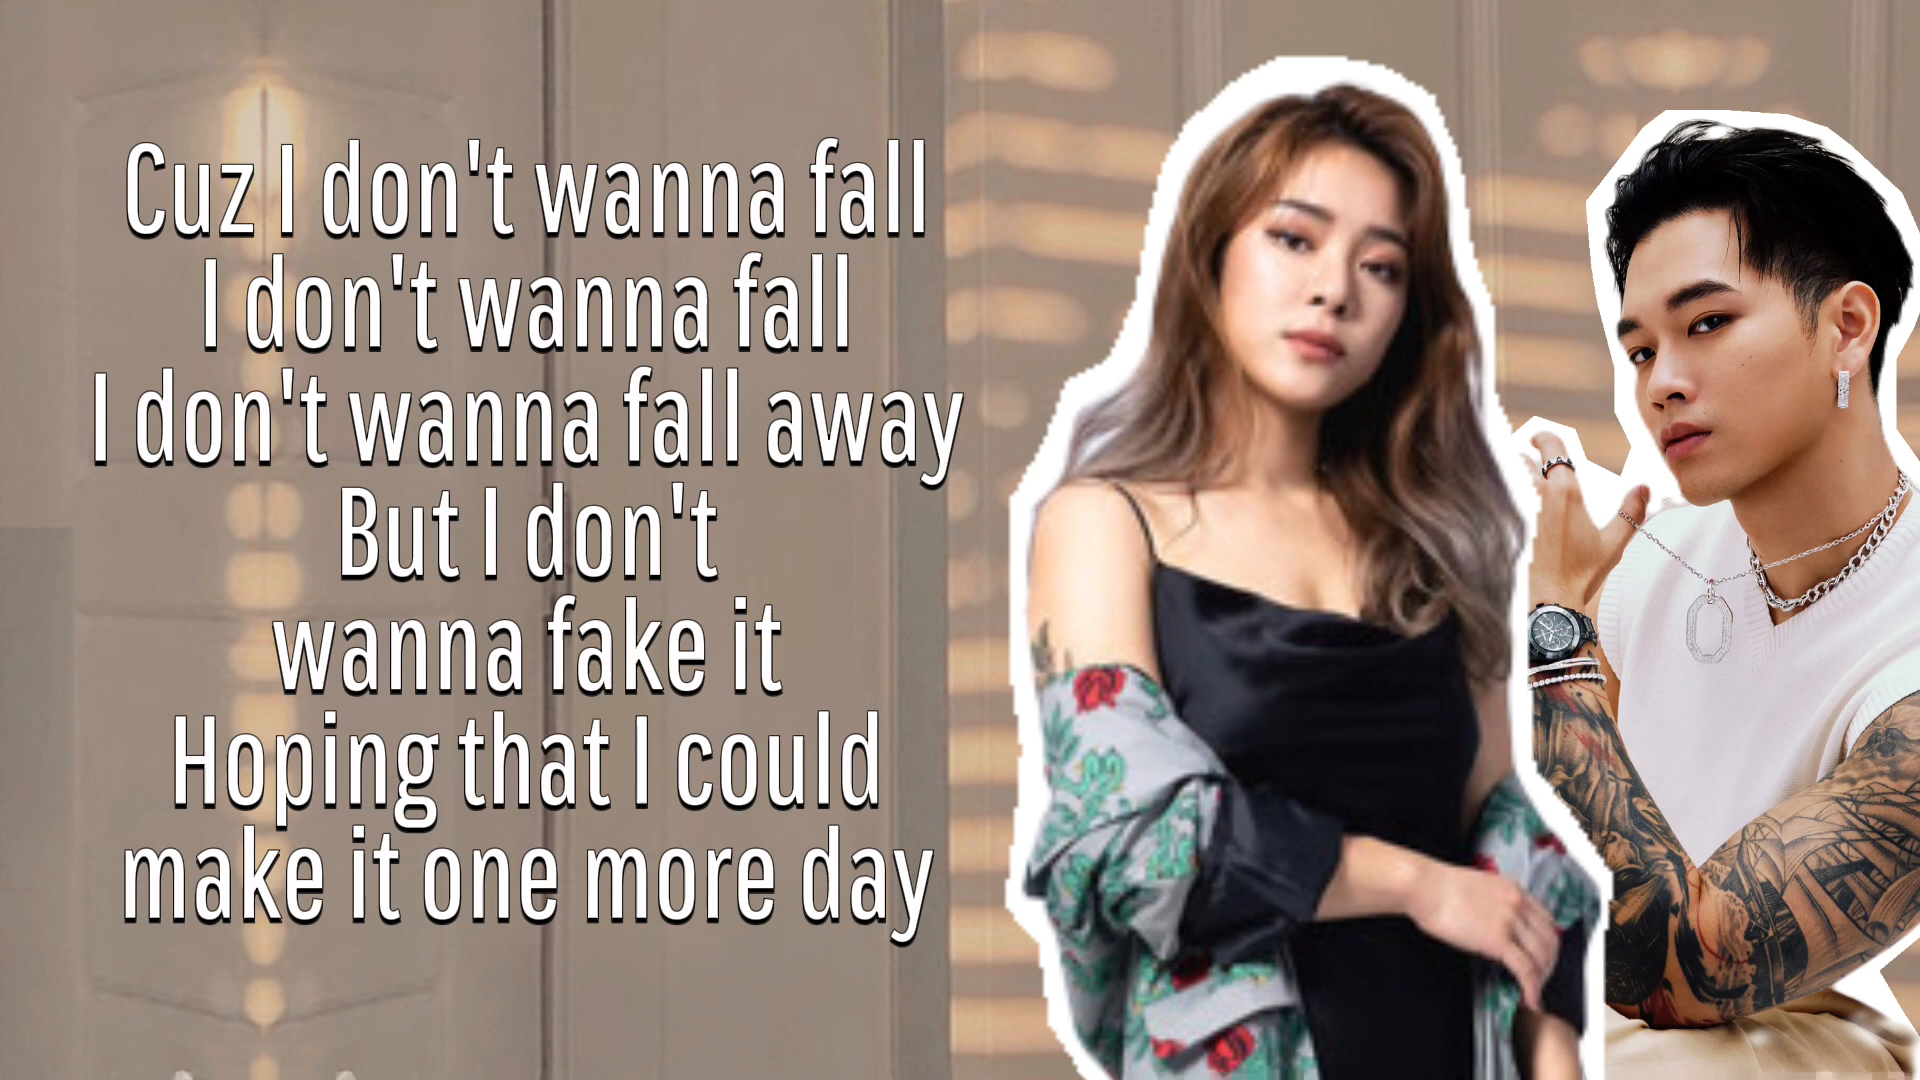 Cuz I don't wanna fall
I don't wanna fall
I don't wanna fall away
But I don't
wanna fake it
Hoping that I could
make it one more day